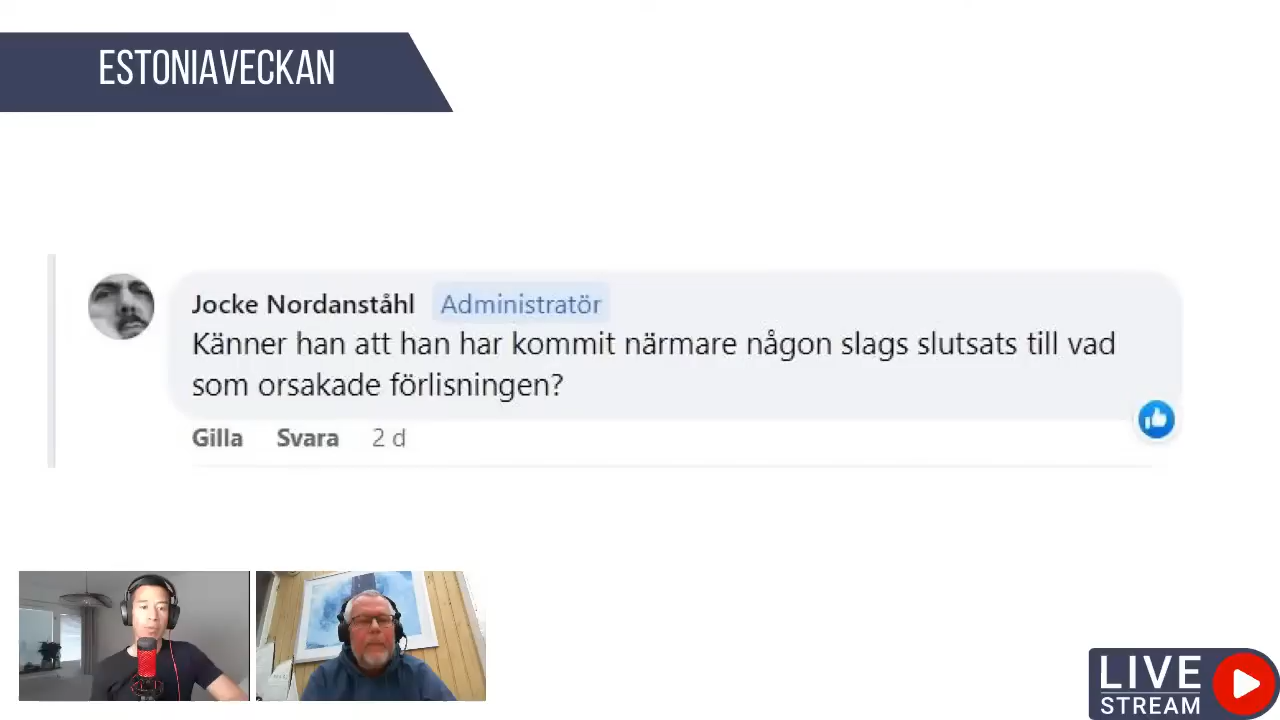 ESTONIAVECKAN
Jocke Nordanståhl Administratör
Känner han att han har kommit närmare någon slags slutsats till vad
som orsakade förlisningen?
Gilla Svara 2 d
LIVE
STREAM